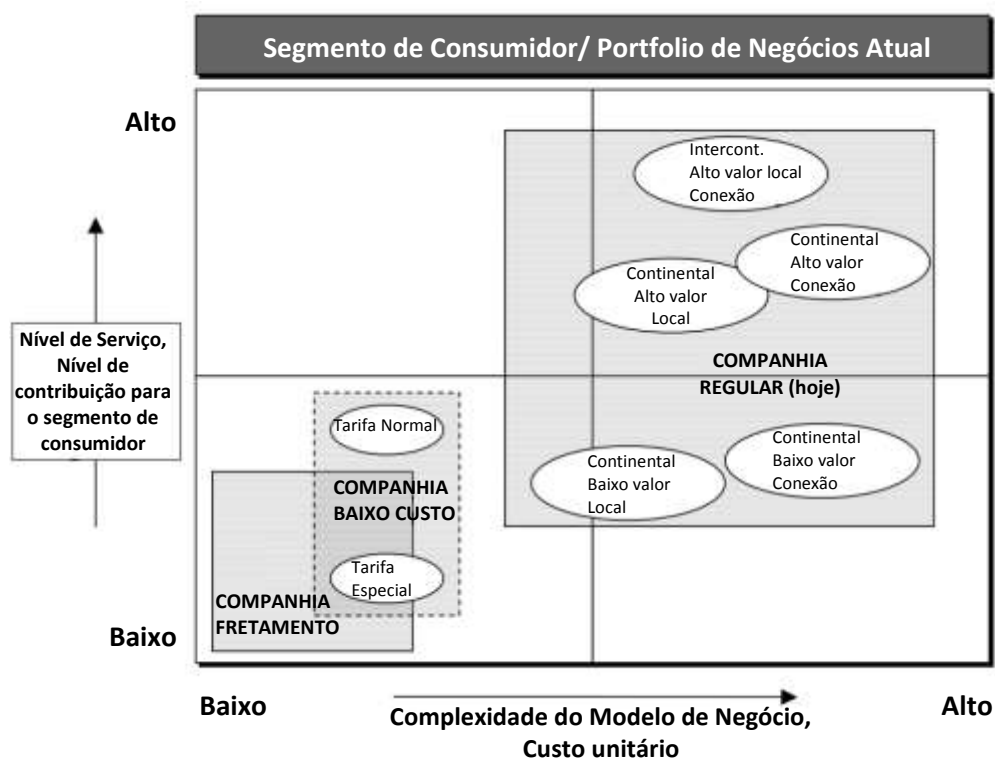 Segmento de Consumidor/ Portfolio de Negócios Atual
Alto
Intercont.
Alto valor local
Conexão
Continental
Alto valor
Conexão
Continental
Alto valor
Local
Nível de Serviço,
Nível de
contribuição para
o segmento de
consumidor
COMPANHIA
REGULAR (hoje)
Tarifa Normal
Continental
Baixo valor
Conexão
Continental
Baixo valor
Local
COMPANHIA
BAIXO CUSTO
Tarifa
Especial
COMPANHIA
FRETAMENTO
Baixo
Baixo
Complexidade do Modelo de Negócio,
Custo unitário
Alto